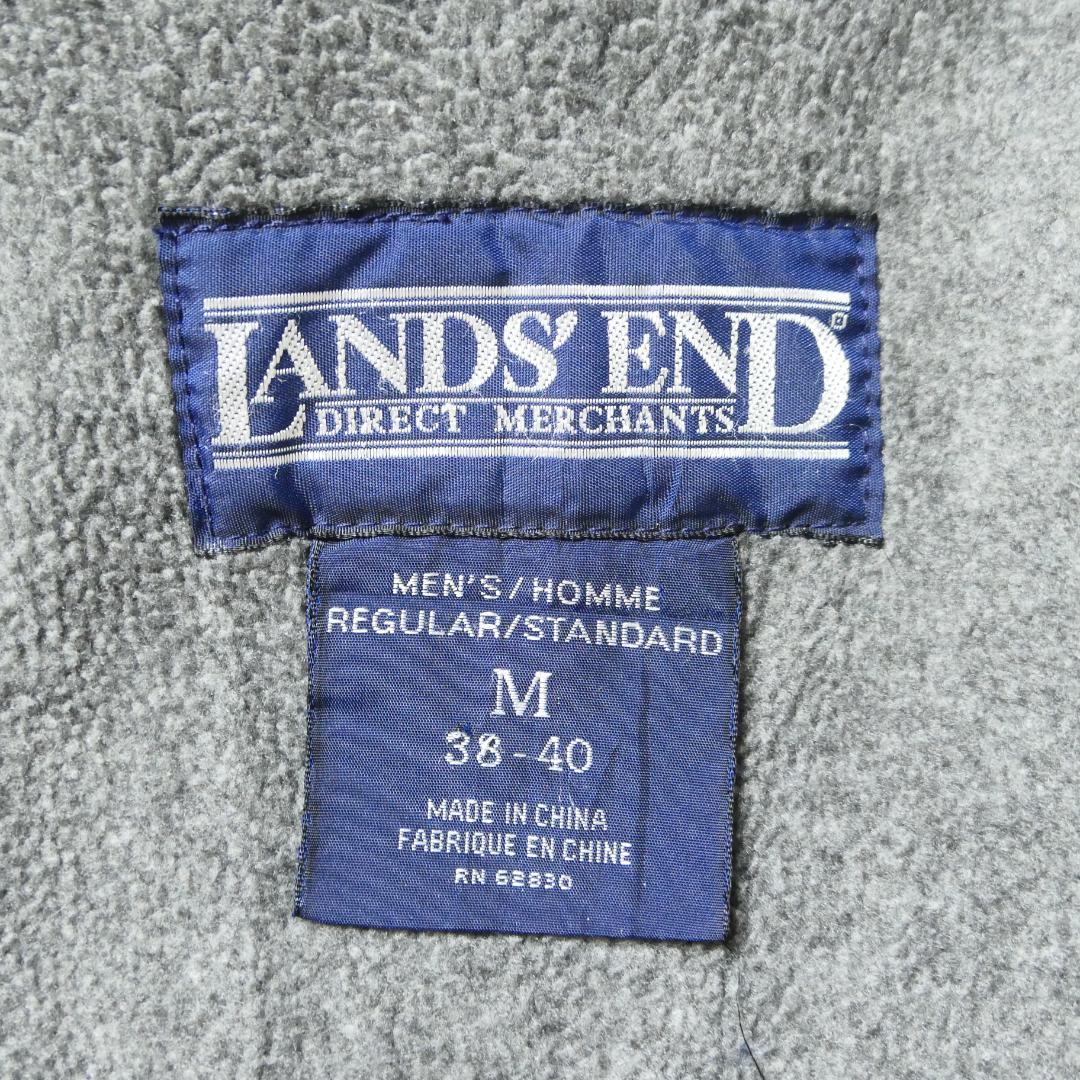 LANDS' END
DIRECT MERCHANTS
MEN'S/HOMME
REGULAR/STANDARD
M
38-40
MADE IN CHINA
FABRIQUE EN CHINE
RN 62830